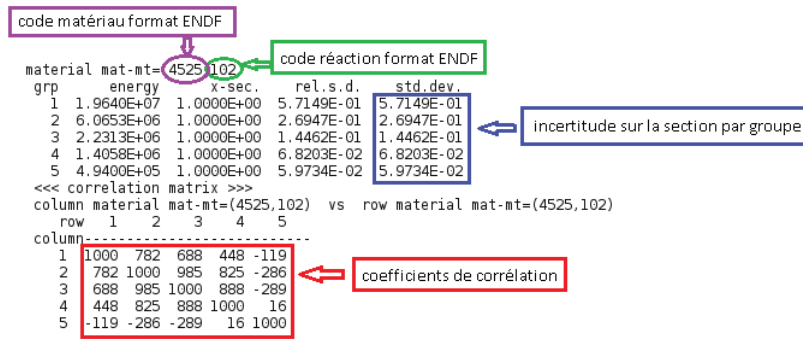 code matériau format ENDF
code réaction format ENDF
material mat-mt=(4525,102)
grp energy x-sec. rel.s.d. std.dev.
1 1.9640E+07 1.0000E+00 5.7149E-01 5.7149E-01
2 6.0653E+06 1.0000E+00 2.6947E-01 2.6947E-01
3 2.2313E+06 1.0000E+00 1.4462E-01 1.4462E-01
4 1.4058E+06 1.0000E+00 6.8203E-02 6.8203E-02
5 4.9400E+05 1.0000E+00 5.9734E-02 5.9734E-02
incertitude sur la section par groupe
<<< correlation matrix >>>
column material mat-mt=(4525,102) vs row material mat-mt=(4525,102)
row 1 2 3 4 5
column---------------------------
1 1000 782 688 448 -119
2 782 1000 985 825 -286
3 688 985 1000 888 -289
4 448 825 888 1000 16
5 -119 -286 -289 16 1000
coefficients de corrélation